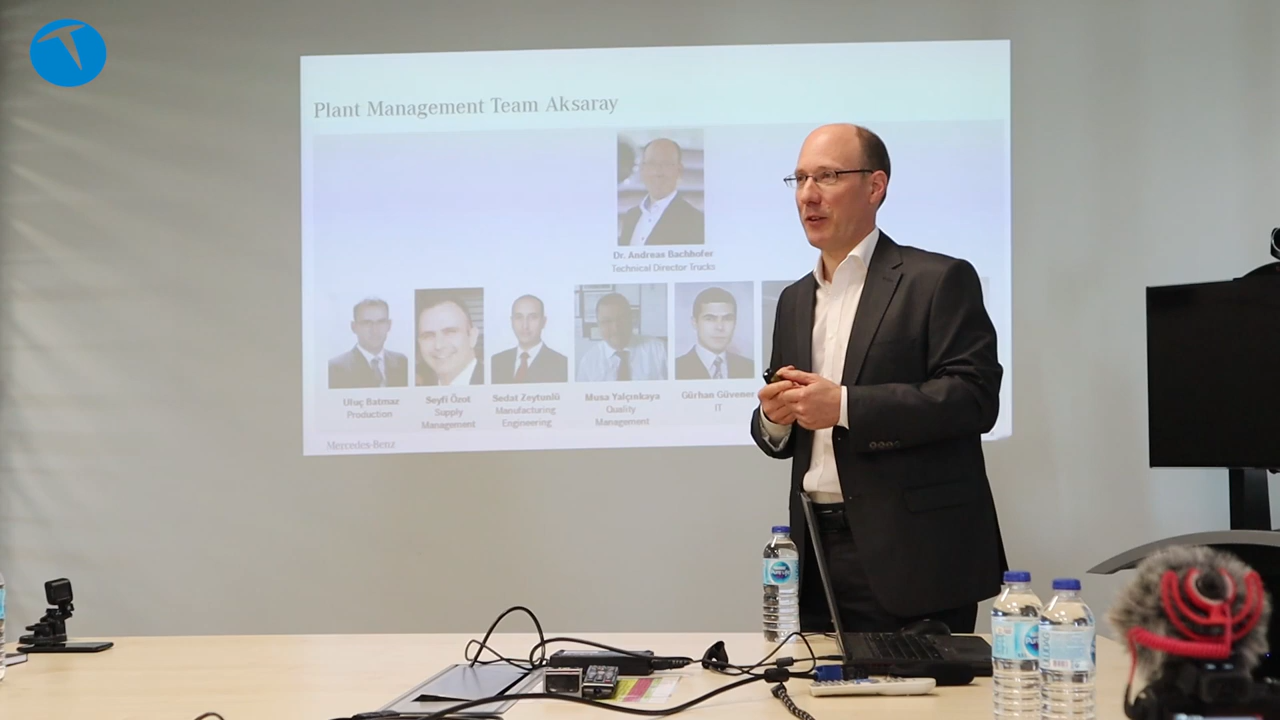 Plant Management Team Aksaray
Dr. Andreas Bachhofer
Technical Director Trucks
Ufuç Batmaz
Production
Seyfi Özot
Supply
Management
Sedat Zeytunlü
Manufacturing
Engineering
Musa Yalçınkaya
Quality
Management
Gürhan Güvener
IT
Mercedes-Benz